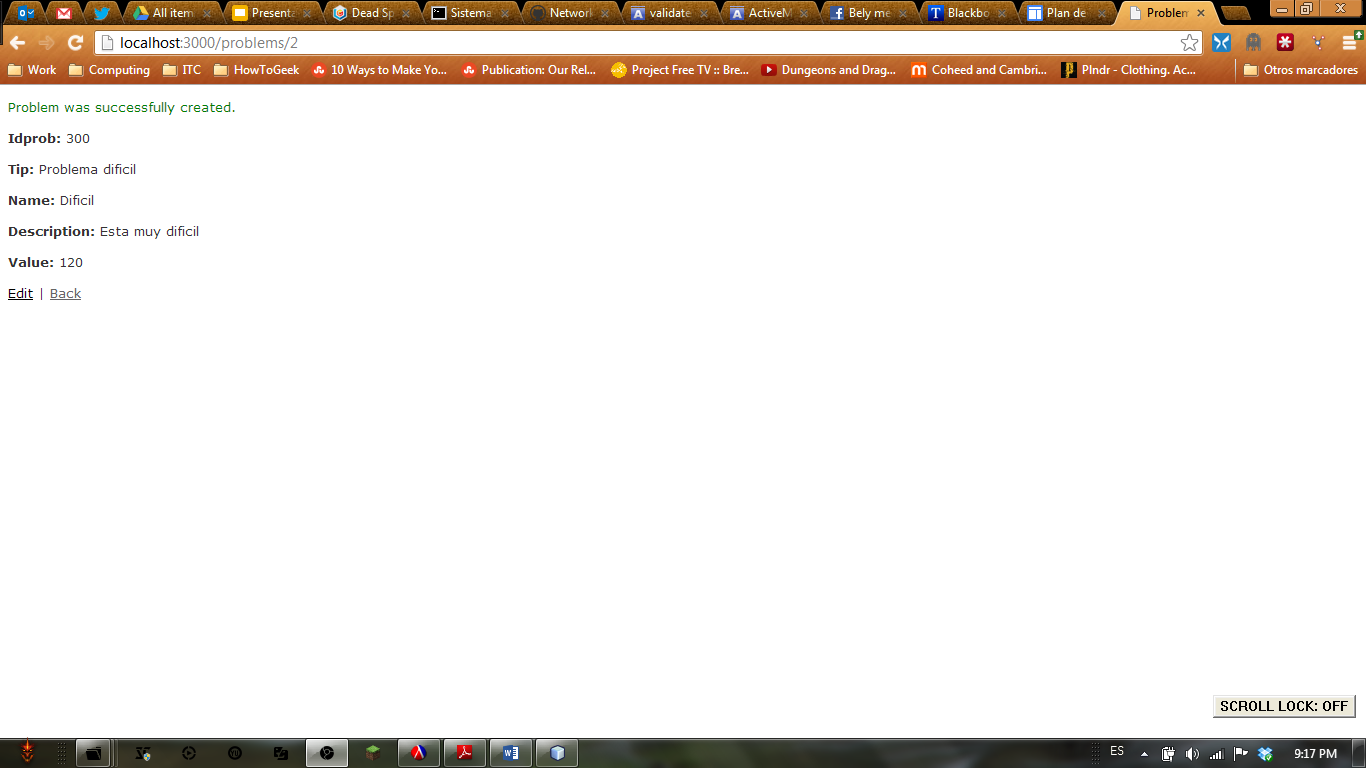 All item Presenta Dead Sp Sistema Network validate ActiveM Bely me Blackbo Plan de Problem
localhost:3000/problems/2
Work Computing ITC HowToGeek 10 Ways to Make Yo... Publication: Our Rel... Project Free TV :: Bre... Dungeons and Drag... Coheed and Cambri... Plndr - Clothing. Ac... Otros marcadores
Problem was successfully created.
Idprob: 300
Tip: Problema dificil
Name: Dificil
Description: Esta muy dificil
Value: 120
Edit | Back
SCROLL LOCK: OFF
ES 9:17 PM